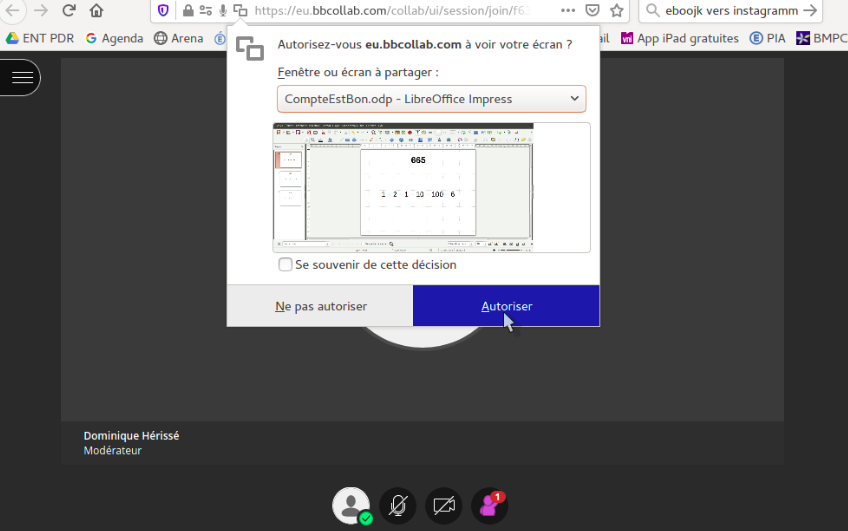 https://eu.bbcollab.com/collab/ui/session/join/f63
eboojk vers instagramm
ENT PDR
Agenda
Arena
ail
App iPad gratuites
PIA
BMPC
Autorisez-vous eu.bbcollab.com à voir votre écran ?
Fenêtre ou écran à partager :
CompteEstBon.odp - LibreOffice Impress
665
1 2 1 10 100 6
Se souvenir de cette décision
Ne pas autoriser
Autoriser
Dominique Hérissé
Modérateur
1